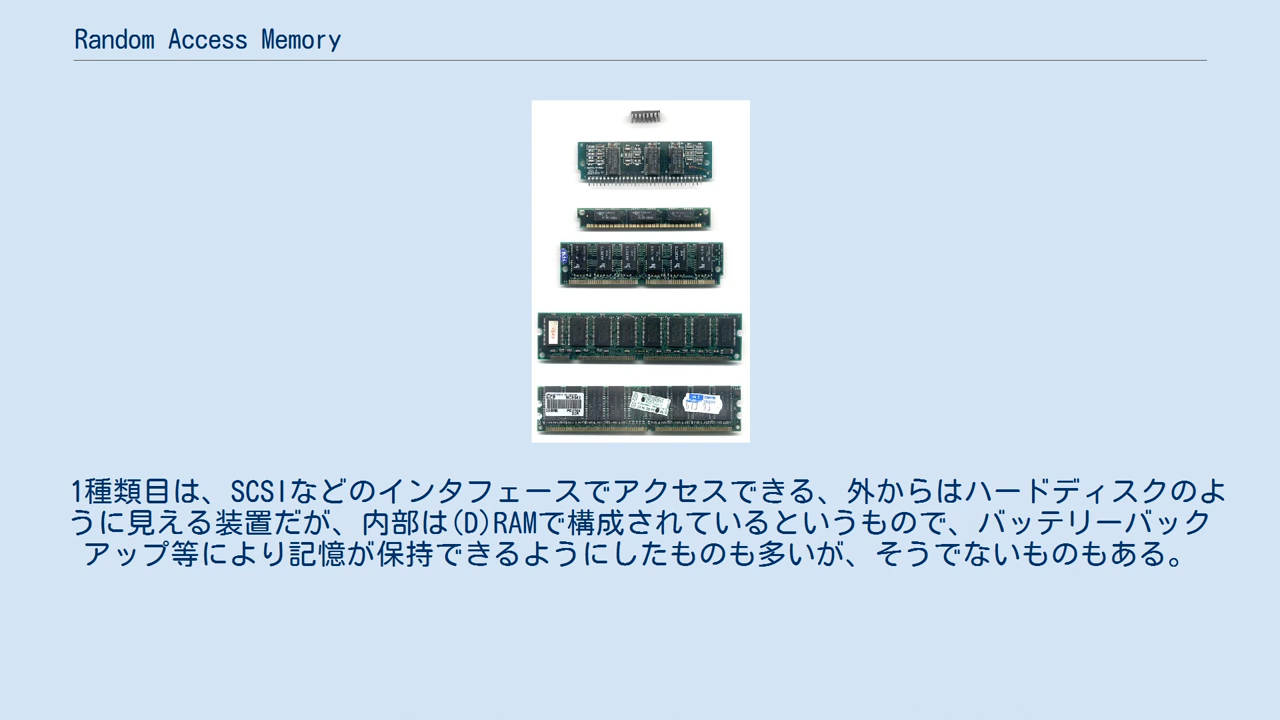 Random Access Memory
1種類目は、SCSIなどのインタフェースでアクセスできる、外からはハードディスクのよ
うに見える装置だが、内部は(D)RAMで構成されているというもので、バッテリーバック
アップ等により記憶が保持できるようにしたものも多いが、そうでないものもある。